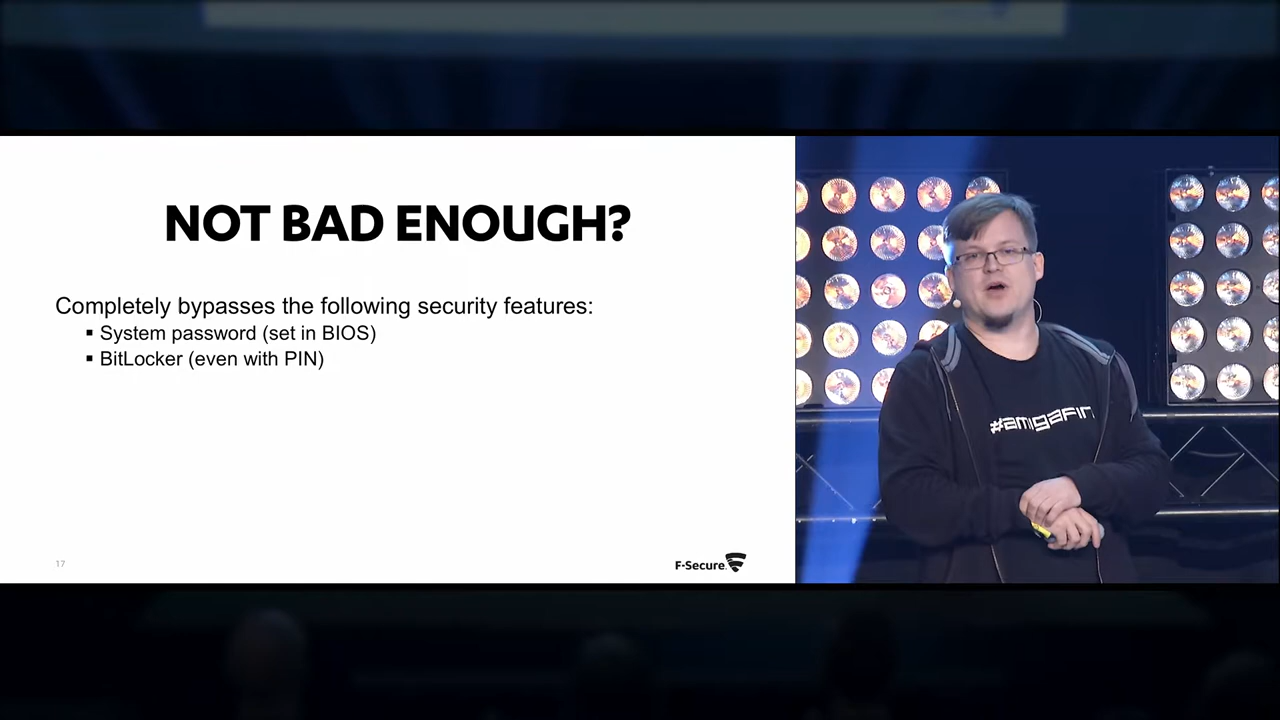 NOT BAD ENOUGH?
Completely bypasses the following security features:
▪ System password (set in BIOS)
▪ BitLocker (even with PIN)
17
F-Secure.
#amigafin